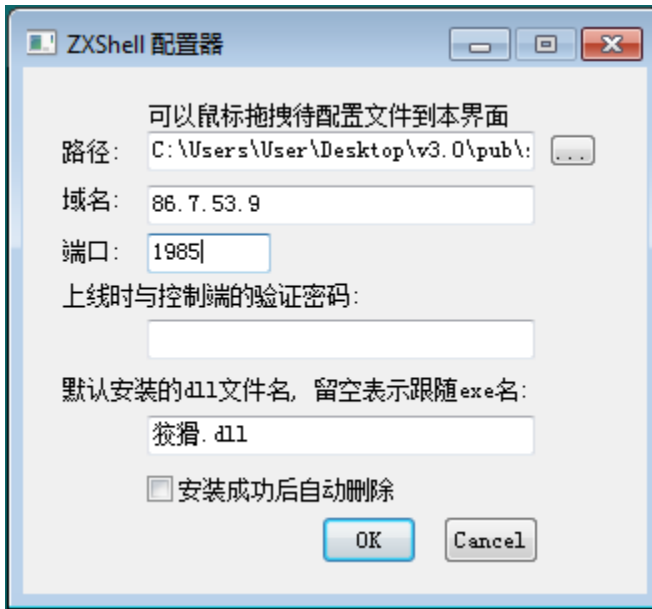 ZXShell 配置器
可以鼠标拖拽待配置文件到本界面
路径: C:\Users\User\Desktop\v3.0\pub\ ...
域名: 86.7.53.9
端口: 1985
上线时与控制端的验证密码:
默认安装的dll文件名, 留空表示跟随exe名:
狡猾.dll
安装成功后自动删除
OK Cancel